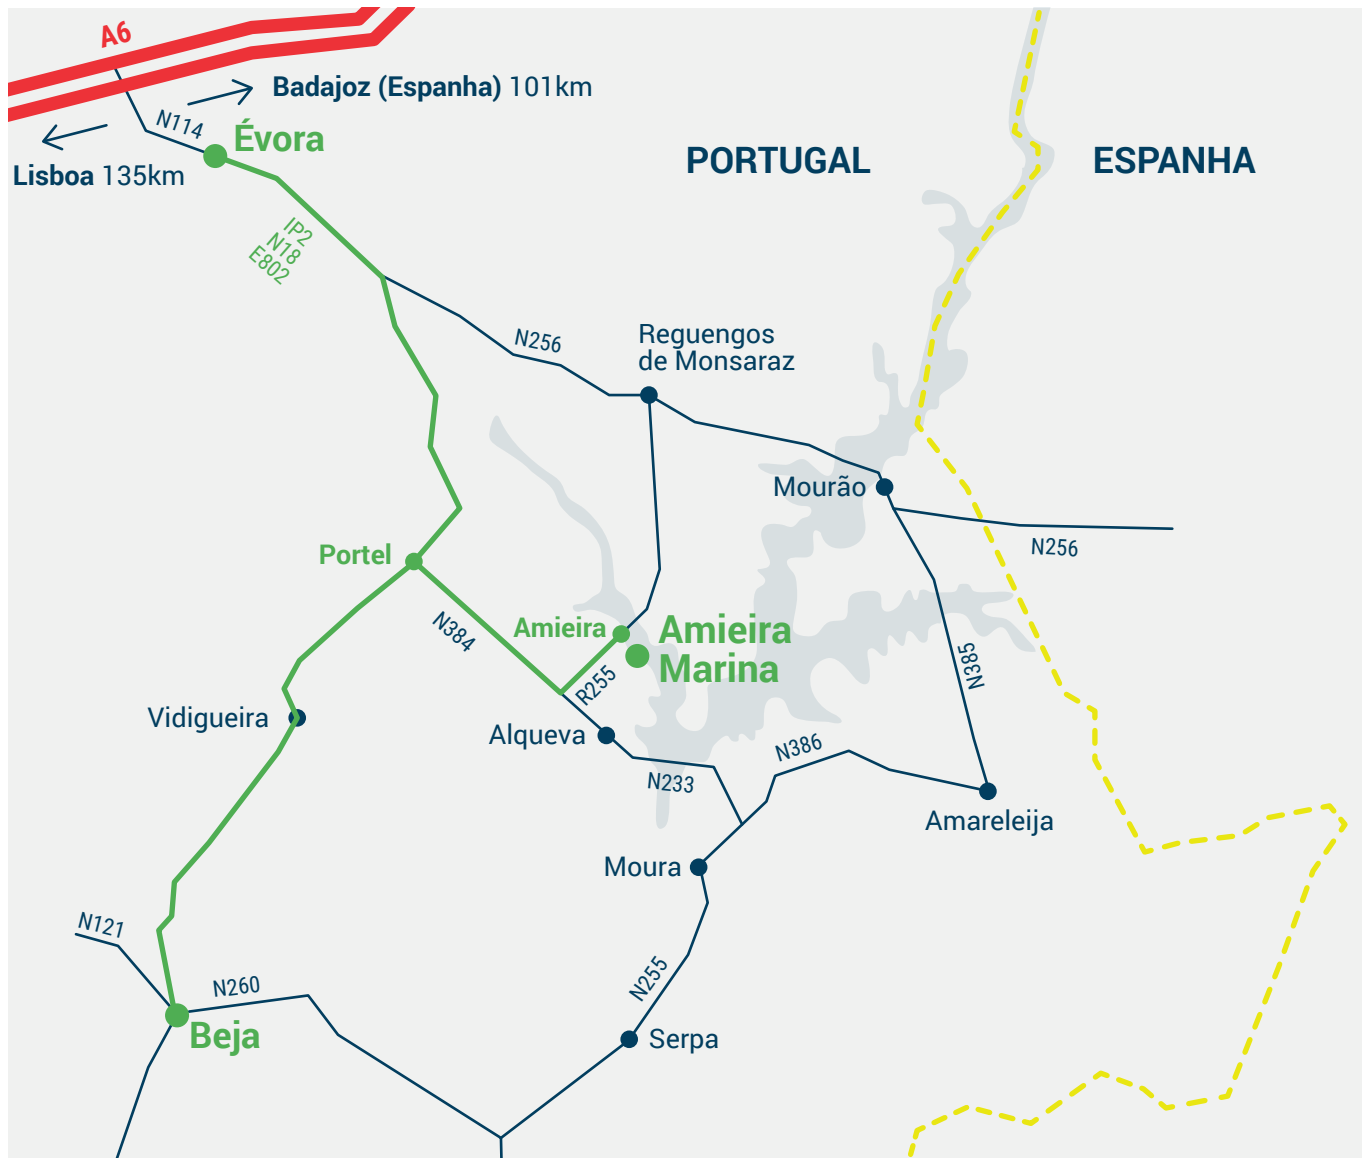 A6
Badajoz (Espanha) 101km
N114
Évora
Lisboa 135km
PORTUGAL
ESPANHA
IP2
N18
E802
N256
Reguengos
de Monsaraz
Mourão
N256
Portel
N384
Amieira
Amieira
Marina
R255
N385
Vidigueira
Alqueva
N386
N233
Amareleija
Moura
N121
N260
N255
Beja
Serpa